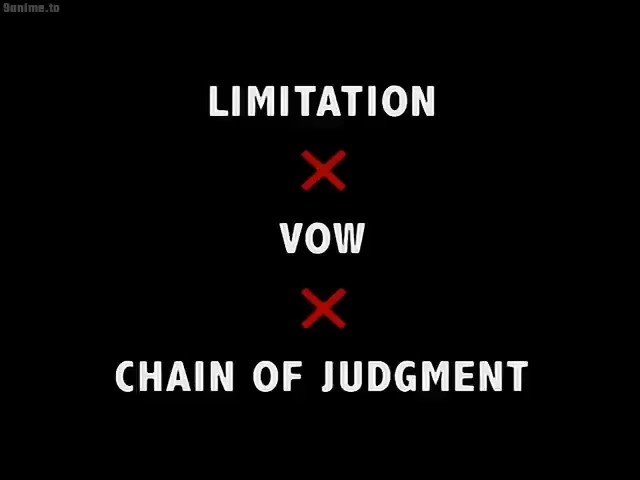 9anime.to
LIMITATION
×
VOW
×
CHAIN OF JUDGMENT